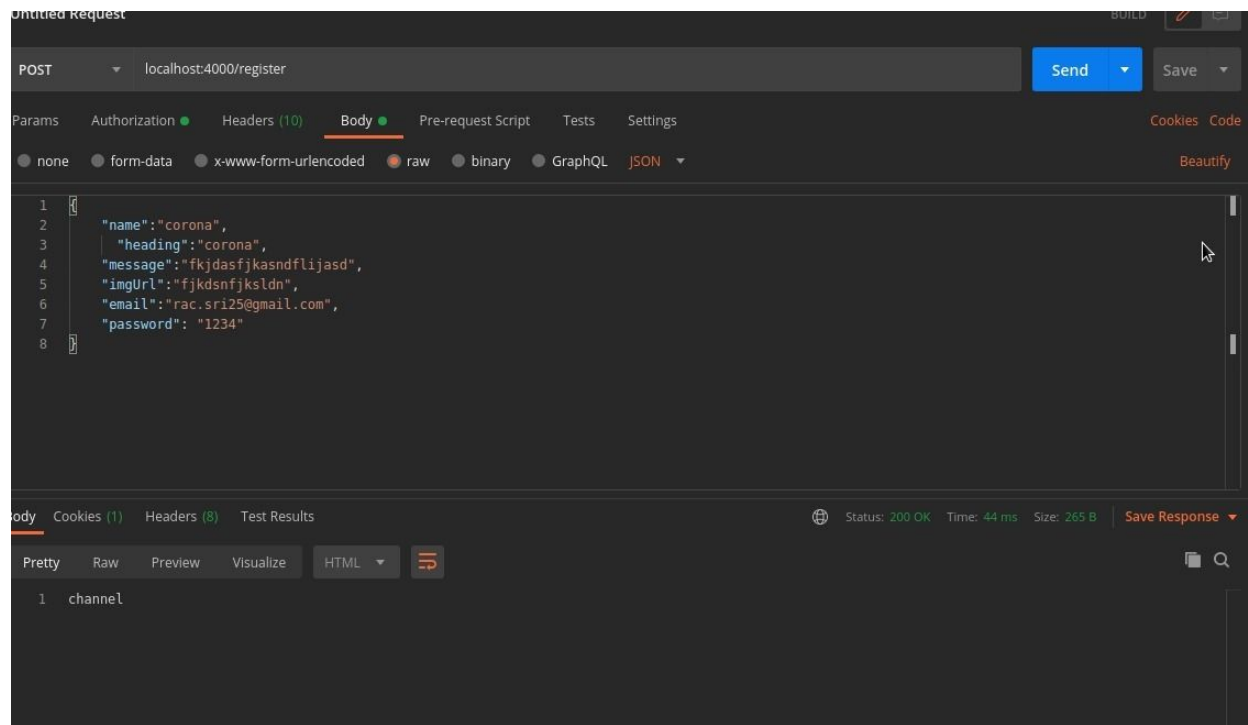 Untitled Request
BUILD
POST localhost:4000/register Send Save
Params Authorization Headers (10) Body Pre-request Script Tests Settings Cookies Code
none form-data x-www-form-urlencoded raw binary GraphQL JSON Beautify
1 {
2 "name":"corona",
3 "heading":"corona",
4 "message":"fkjdasfjkasndflijasd",
5 "imgUrl":"fjkdsnfjksldn",
6 "email":"rac.sri25@gmail.com",
7 "password": "1234"
8 }
Body Cookies (1) Headers (8) Test Results Status: 200 OK Time: 44 ms Size: 265 B Save Response
Pretty Raw Preview Visualize HTML
1 channel